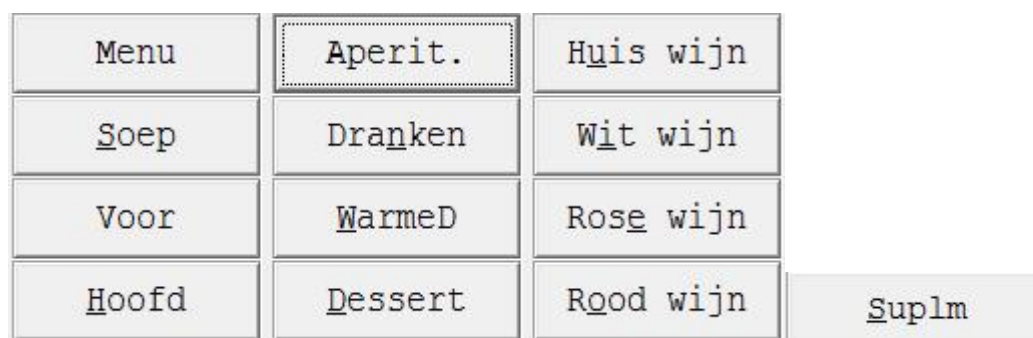 Menu Aperit. Huis wijn
Soep Dranken Wit wijn
Voor WarmeD Rose wijn
Hoofd Dessert Rood wijn Suplm